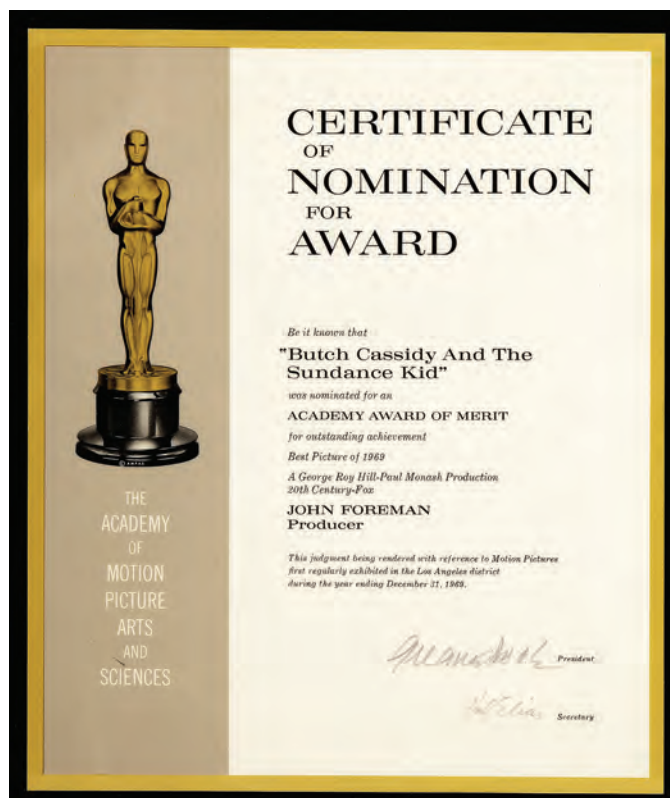 CERTIFICATE
OF
NOMINATION
FOR
AWARD
Be it known that
"Butch Cassidy And The
Sundance Kid"
was nominated for an
ACADEMY AWARD OF MERIT
for outstanding achievement
Best Picture of 1969
A George Roy Hill-Paul Monash Production
20th Century-Fox
JOHN FOREMAN
Producer
This judgment being rendered with reference to Motion Pictures
first regularly exhibited in the Los Angeles district
during the year ending December 31, 1969.
President
Secretary
© AMPAS
THE
ACADEMY
OF
MOTION
PICTURE
ARTS
AND
SCIENCES